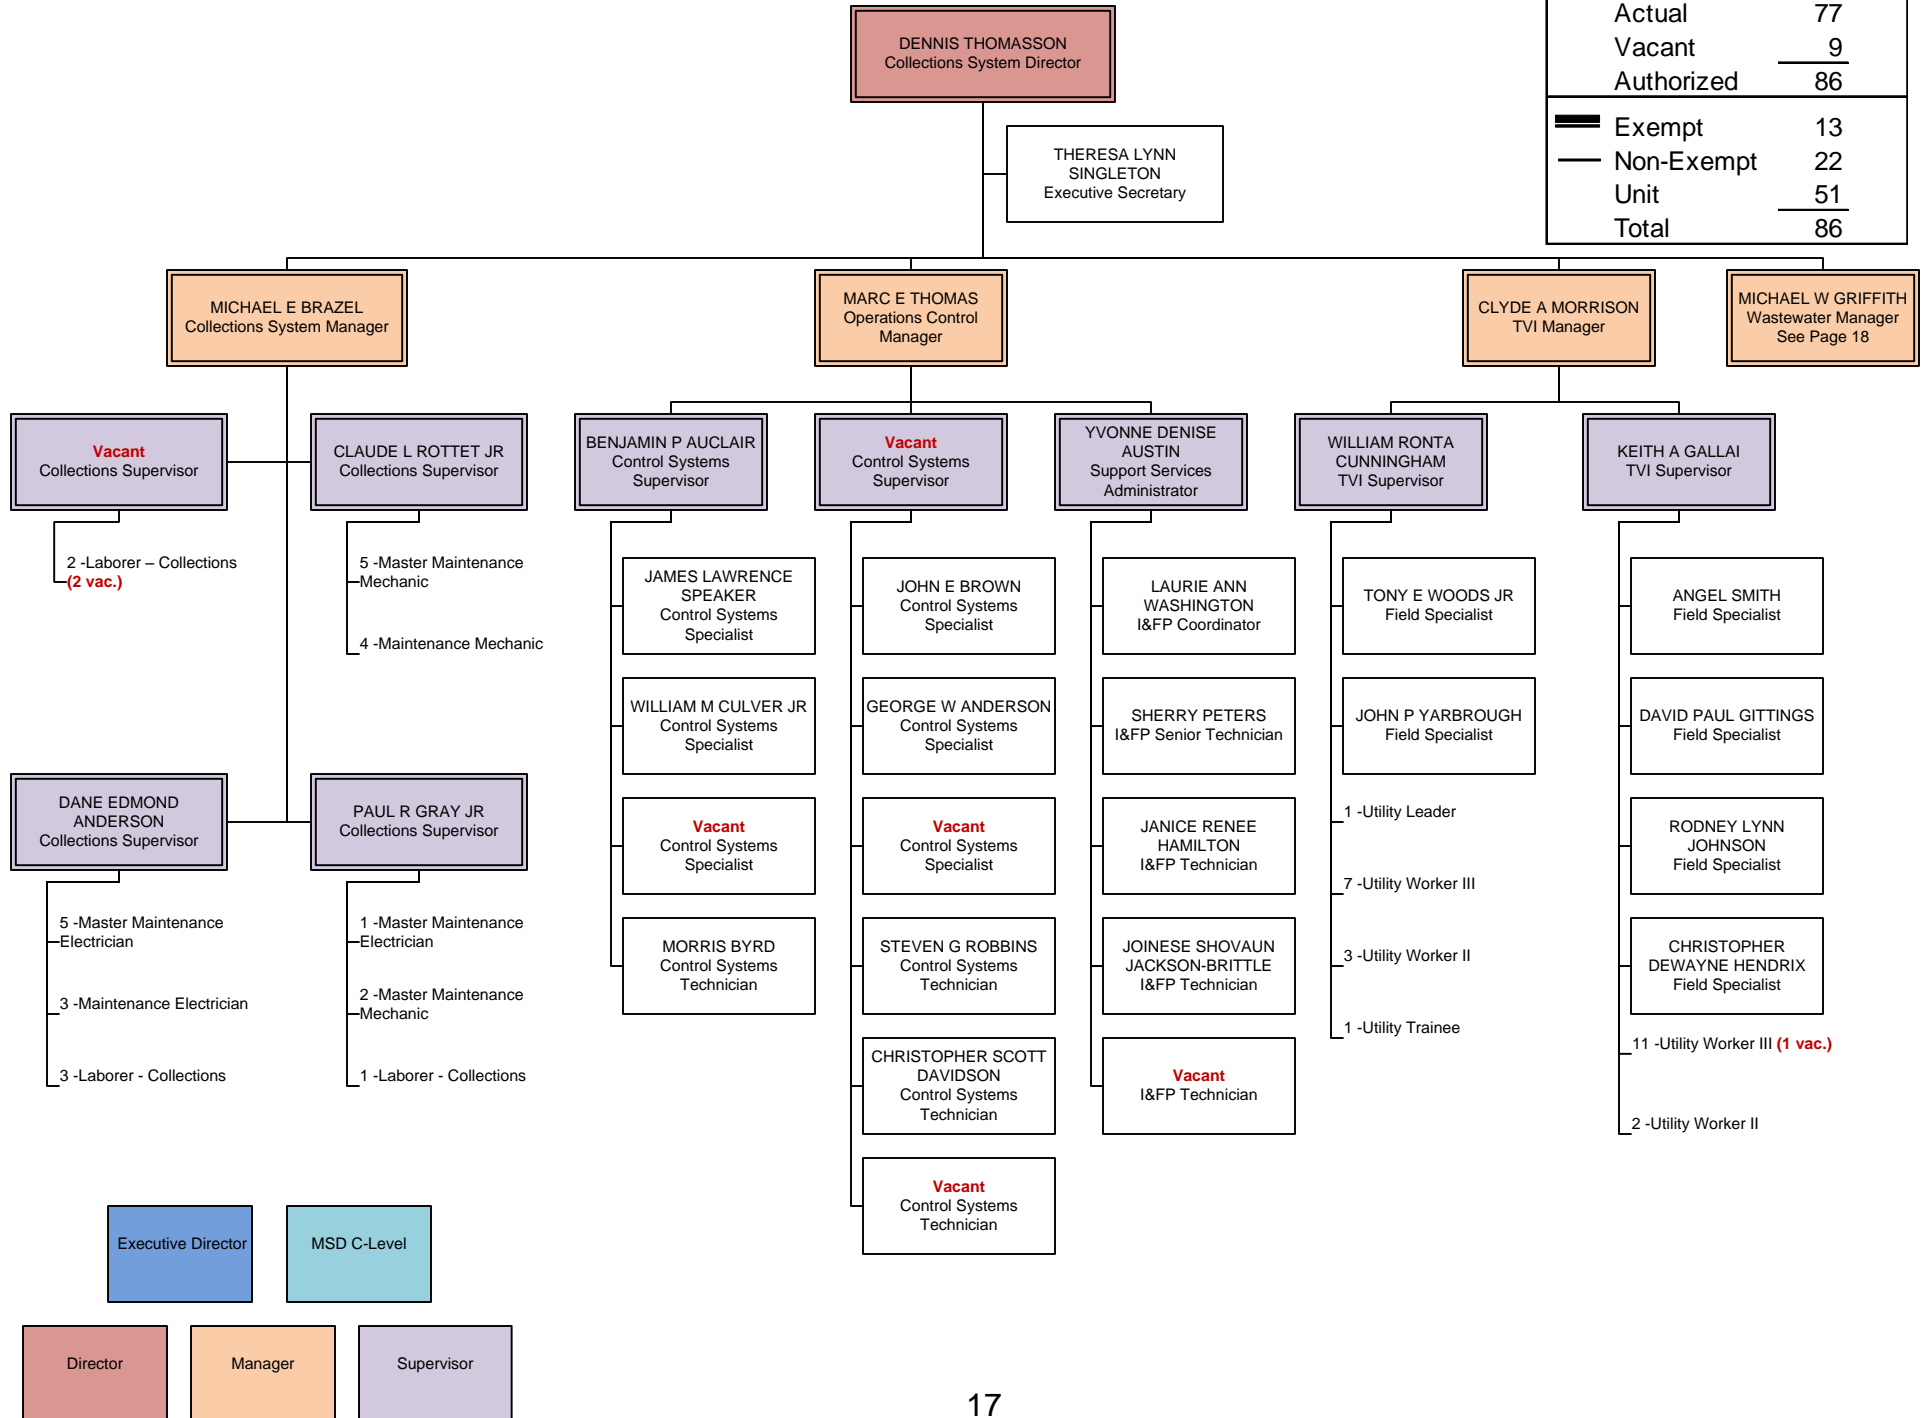 Actual 77
Vacant 9
Authorized 86
Exempt 13
Non-Exempt 22
Unit 51
Total 86
DENNIS THOMASSON
Collections System Director
THERESA LYNN
SINGLETON
Executive Secretary
MICHAEL E BRAZEL
Collections System Manager
MARC E THOMAS
Operations Control
Manager
CLYDE A MORRISON
TVI Manager
MICHAEL W GRIFFITH
Wastewater Manager
See Page 18
Vacant
Collections Supervisor
CLAUDE L ROTTET JR
Collections Supervisor
BENJAMIN P AUCLAIR
Control Systems
Supervisor
Vacant
Control Systems
Supervisor
YVONNE DENISE
AUSTIN
Support Services
Administrator
WILLIAM RONTA
CUNNINGHAM
TVI Supervisor
KEITH A GALLAI
TVI Supervisor
2 -Laborer – Collections
(2 vac.)
5 -Master Maintenance
Mechanic
4 -Maintenance Mechanic
DANE EDMOND
ANDERSON
Collections Supervisor
PAUL R GRAY JR
Collections Supervisor
5 -Master Maintenance
Electrician
3 -Maintenance Electrician
3 -Laborer - Collections
1 -Master Maintenance
Electrician
2 -Master Maintenance
Mechanic
1 -Laborer - Collections
JAMES LAWRENCE
SPEAKER
Control Systems
Specialist
WILLIAM M CULVER JR
Control Systems
Specialist
Vacant
Control Systems
Specialist
MORRIS BYRD
Control Systems
Technician
JOHN E BROWN
Control Systems
Specialist
GEORGE W ANDERSON
Control Systems
Specialist
Vacant
Control Systems
Specialist
STEVEN G ROBBINS
Control Systems
Technician
CHRISTOPHER SCOTT
DAVIDSON
Control Systems
Technician
Vacant
Control Systems
Technician
LAURIE ANN
WASHINGTON
I&FP Coordinator
SHERRY PETERS
I&FP Senior Technician
JANICE RENEE
HAMILTON
I&FP Technician
JOINESE SHOVAUN
JACKSON-BRITTLE
I&FP Technician
Vacant
I&FP Technician
TONY E WOODS JR
Field Specialist
JOHN P YARBROUGH
Field Specialist
1 -Utility Leader
7 -Utility Worker III
3 -Utility Worker II
1 -Utility Trainee
ANGEL SMITH
Field Specialist
DAVID PAUL GITTINGS
Field Specialist
RODNEY LYNN
JOHNSON
Field Specialist
CHRISTOPHER
DEWAYNE HENDRIX
Field Specialist
11 -Utility Worker III (1 vac.)
2 -Utility Worker II
Executive Director
MSD C-Level
Director
Manager
Supervisor
17